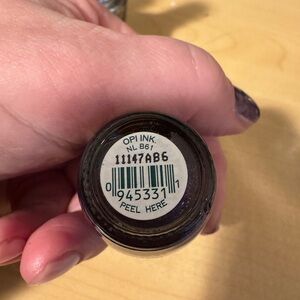 OPI INK.
NL B61
11147AB6
0 945331 1
PEEL HERE